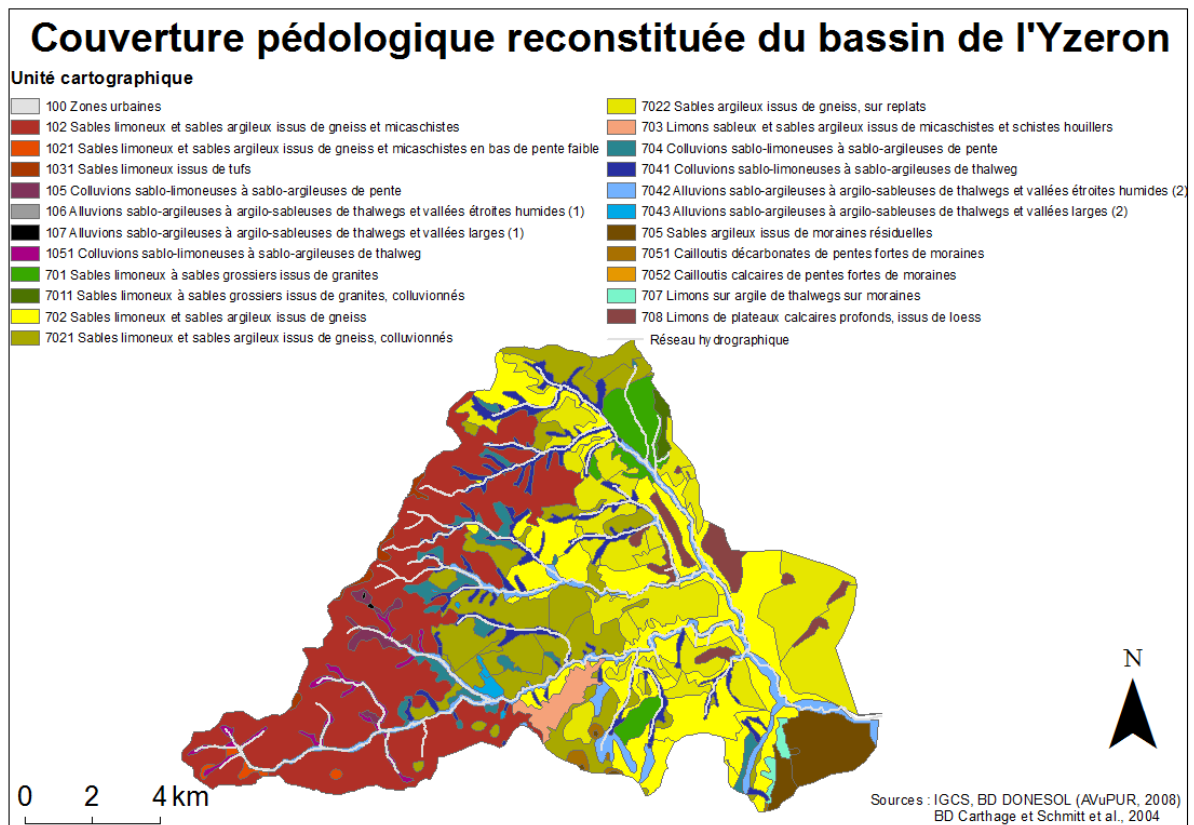 Couverture pédologique reconstituée du bassin de l'Yzeron
Unité cartographique
100 Zones urbaines
102 Sables limoneux et sables argileux issus de gneiss et micaschistes
1021 Sables limoneux et sables argileux issus de gneiss et micaschistes en bas de pente faible
1031 Sables limoneux issus de tufs
105 Colluvions sablo-limoneuses à sablo-argileuses de pente
106 Alluvions sablo-argileuses à argilo-sableuses de thalwegs et vallées étroites humides (1)
107 Alluvions sablo-argileuses à argilo-sableuses de thalwegs et vallées larges (1)
1051 Colluvions sablo-limoneuses à sablo-argileuses de thalweg
701 Sables limoneux à sables grossiers issus de granites
7011 Sables limoneux à sables grossiers issus de granites, colluvionnés
702 Sables limoneux et sables argileux issus de gneiss
7021 Sables limoneux et sables argileux issus de gneiss, colluvionnés
7022 Sables argileux issus de gneiss, sur replats
703 Limons sableux et sables argileux issus de micaschistes et schistes houillers
704 Colluvions sablo-limoneuses à sablo-argileuses de pente
7041 Colluvions sablo-limoneuses à sablo-argileuses de thalweg
7042 Alluvions sablo-argileuses à argilo-sableuses de thalwegs et vallées étroites humides (2)
7043 Alluvions sablo-argileuses à argilo-sableuses de thalwegs et vallées larges (2)
705 Sables argileux issus de moraines résiduelles
7051 Cailloutis décarbonates de pentes fortes de moraines
7052 Cailloutis calcaires de pentes fortes de moraines
707 Limons sur argile de thalwegs sur moraines
708 Limons de plateaux calcaires profonds, issus de loess
Réseau hydrographique
N
0 2 4 km
Sources : IGCS, BD DONESOL (AVuPUR, 2008)
BD Carthage et Schmitt et al., 2004